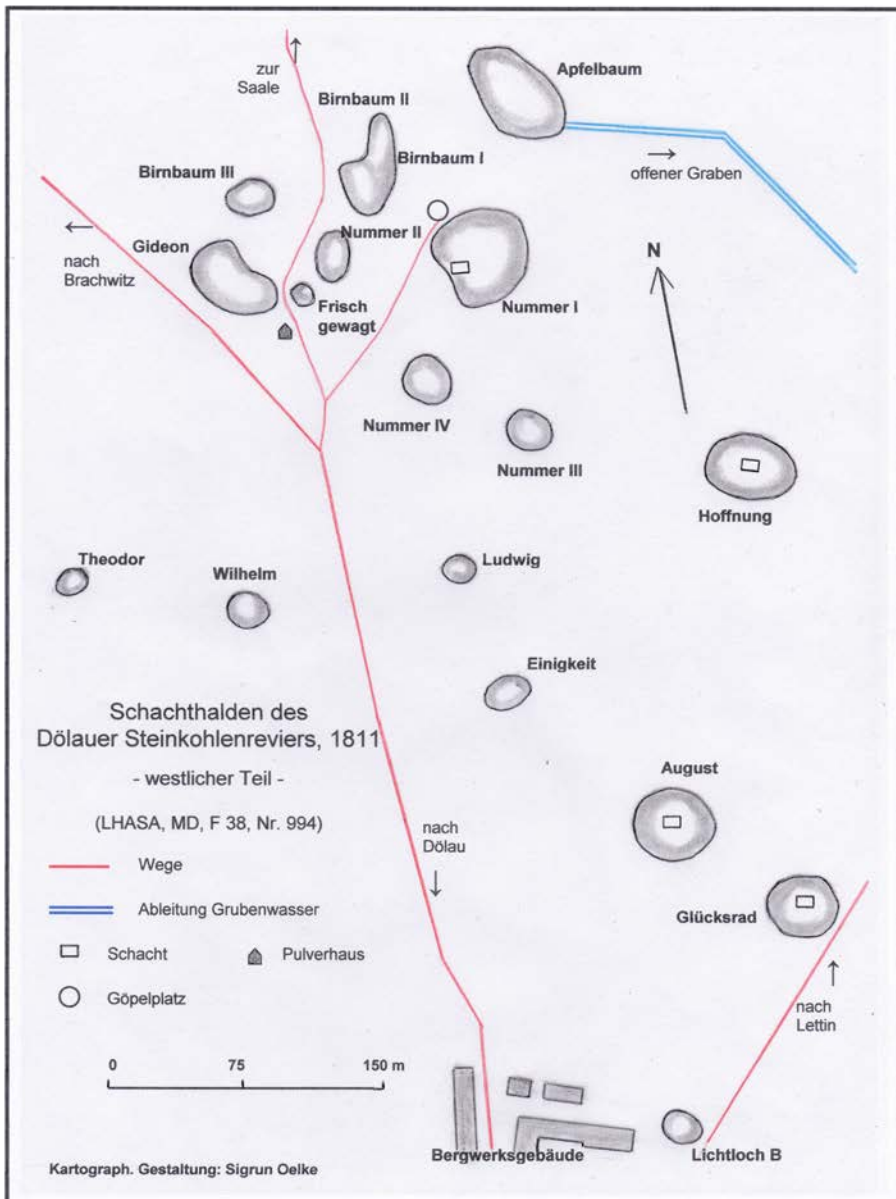 zur
Saale
Apfelbaum
Birnbaum II
Birnbaum I
Birnbaum III
offener Graben
Nummer II
Gideon
nach
Brachwitz
N
Frisch
gewagt
Nummer I
Nummer IV
Nummer III
Hoffnung
Theodor
Wilhelm
Ludwig
Einigkeit
Schachthalden des
Dölauer Steinkohlenreviers, 1811
- westlicher Teil -
(LHASA, MD, F 38, Nr. 994)
August
nach
Dölau
Wege
Ableitung Grubenwasser
Glücksrad
Schacht
Pulverhaus
Göpelplatz
nach
Lettin
0 75 150 m
Bergwerksgebäude
Lichtloch B
Kartograph. Gestaltung: Sigrun Oelke